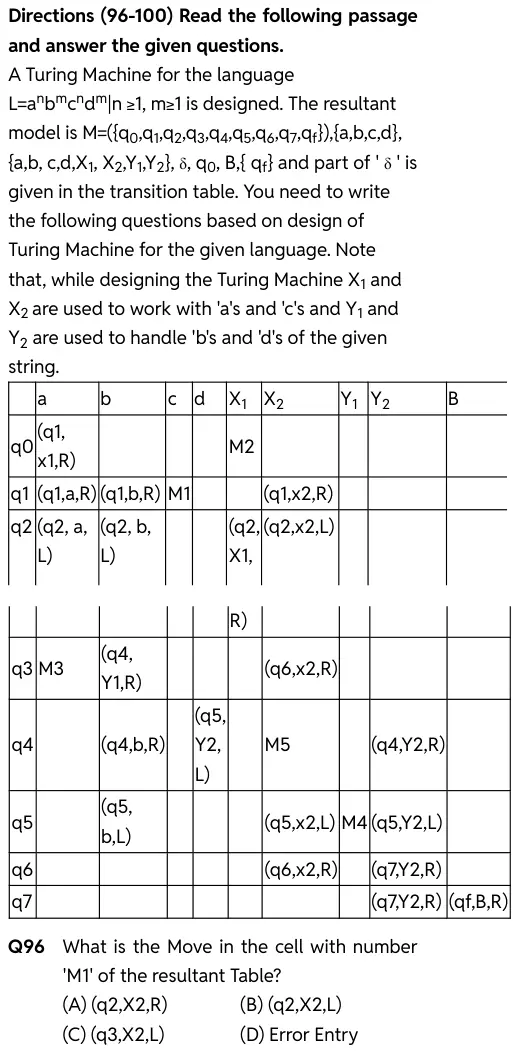 Directions (96-100) Read the following passage
and answer the given questions.
A Turing Machine for the language
L=aⁿbᵐcⁿdᵐ|n ≥1, m≥1 is designed. The resultant
model is M=({q₀,q₁,q₂,q₃,q₄,q₅,q₆,q₇,q_f}),{a,b,c,d},
{a,b, c,d,X₁, X₂,Y₁,Y₂}, δ, q₀, B,{ q_f} and part of ' δ ' is
given in the transition table. You need to write
the following questions based on design of
Turing Machine for the given language. Note
that, while designing the Turing Machine X₁ and
X₂ are used to work with 'a's and 'c's and Y₁ and
Y₂ are used to handle 'b's and 'd's of the given
string.
a b c d X₁ X₂ Y₁ Y₂ B
q0 (q1, x1,R) M2
q1 (q1,a,R) (q1,b,R) M1 (q1,x2,R)
q2 (q2, a, L) (q2, b, L) (q2, X1, R) (q2,x2,L)
q3 M3 (q4, Y1,R) (q6,x2,R)
q4 (q4,b,R) (q5, Y2, L) M5 (q4,Y2,R)
q5 (q5, b,L) (q5,x2,L) M4 (q5,Y2,L)
q6 (q6,x2,R) (q7,Y2,R)
q7 (q7,Y2,R) (qf,B,R)
Q96 What is the Move in the cell with number
'M1' of the resultant Table?
(A) (q2,X2,R) (B) (q2,X2,L)
(C) (q3,X2,L) (D) Error Entry